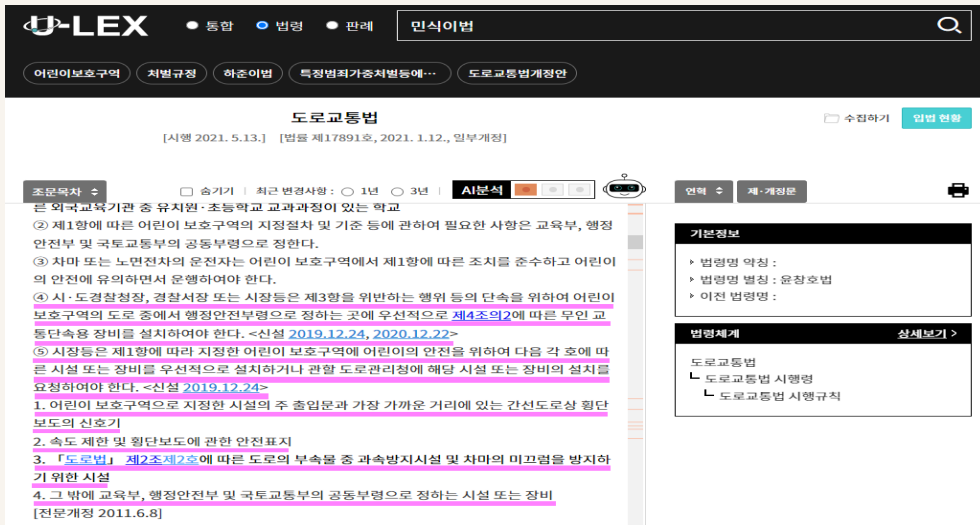 U-LEX
통합 법령 판례
민식이법
어린이보호구역 처벌규정 하준이법 특정범죄가중처벌등에··· 도로교통법개정안
도로교통법
수집하기 입법 현황
[시행 2021. 5.13.] [법률 제17891호, 2021. 1.12., 일부개정]
조문목차 숨기기 | 최근 변경사항 : 1년 3년 | AI분석
른 외국교육기관 중 유치원·초등학교 교과과정이 있는 학교
② 제1항에 따른 어린이 보호구역의 지정절차 및 기준 등에 관하여 필요한 사항은 교육부, 행정
안전부 및 국토교통부의 공동부령으로 정한다.
③ 차마 또는 노면전차의 운전자는 어린이 보호구역에서 제1항에 따른 조치를 준수하고 어린이
의 안전에 유의하면서 운행하여야 한다.
④ 시·도경찰청장, 경찰서장 또는 시장등은 제3항을 위반하는 행위 등의 단속을 위하여 어린이
보호구역의 도로 중에서 행정안전부령으로 정하는 곳에 우선적으로 제4조의2에 따른 무인 교
통단속용 장비를 설치하여야 한다. <신설 2019.12.24, 2020.12.22>
⑤ 시장등은 제1항에 따라 지정한 어린이 보호구역에 어린이의 안전을 위하여 다음 각 호에 따
른 시설 또는 장비를 우선적으로 설치하거나 관할 도로관리청에 해당 시설 또는 장비의 설치를
요청하여야 한다. <신설 2019.12.24>
1. 어린이 보호구역으로 지정한 시설의 주 출입문과 가장 가까운 거리에 있는 간선도로상 횡단
보도의 신호기
2. 속도 제한 및 횡단보도에 관한 안전표지
3. 「도로법」 제2조제2호에 따른 도로의 부속물 중 과속방지시설 및 차마의 미끄럼을 방지하
기 위한 시설
4. 그 밖에 교육부, 행정안전부 및 국토교통부의 공동부령으로 정하는 시설 또는 장비
[전문개정 2011.6.8]
연혁 제·개정문
기본정보
법령명 약칭 :
법령명 별칭 : 윤창호법
이전 법령명 :
법령체계 상세보기 >
도로교통법
도로교통법 시행령
도로교통법 시행규칙